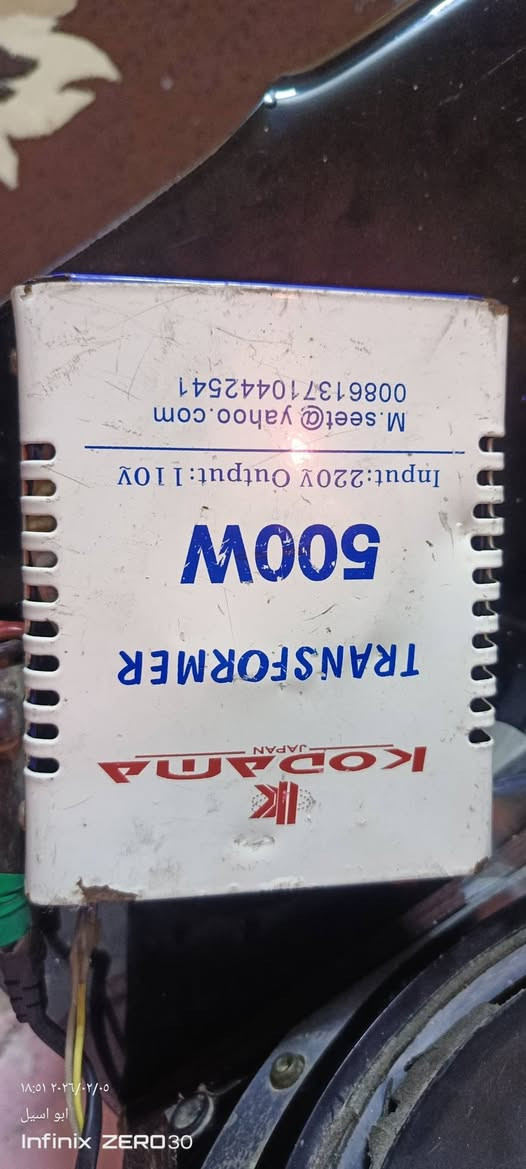 KODAMA
JAPAN
TRANSFORMER
500W
Input:220V Output:110V
M.seet@yahoo.com
008613710442541
١٨:٥١ ٢٠٢٦/٠٢/٠٥
ابو اسيل
Infinix ZERO30